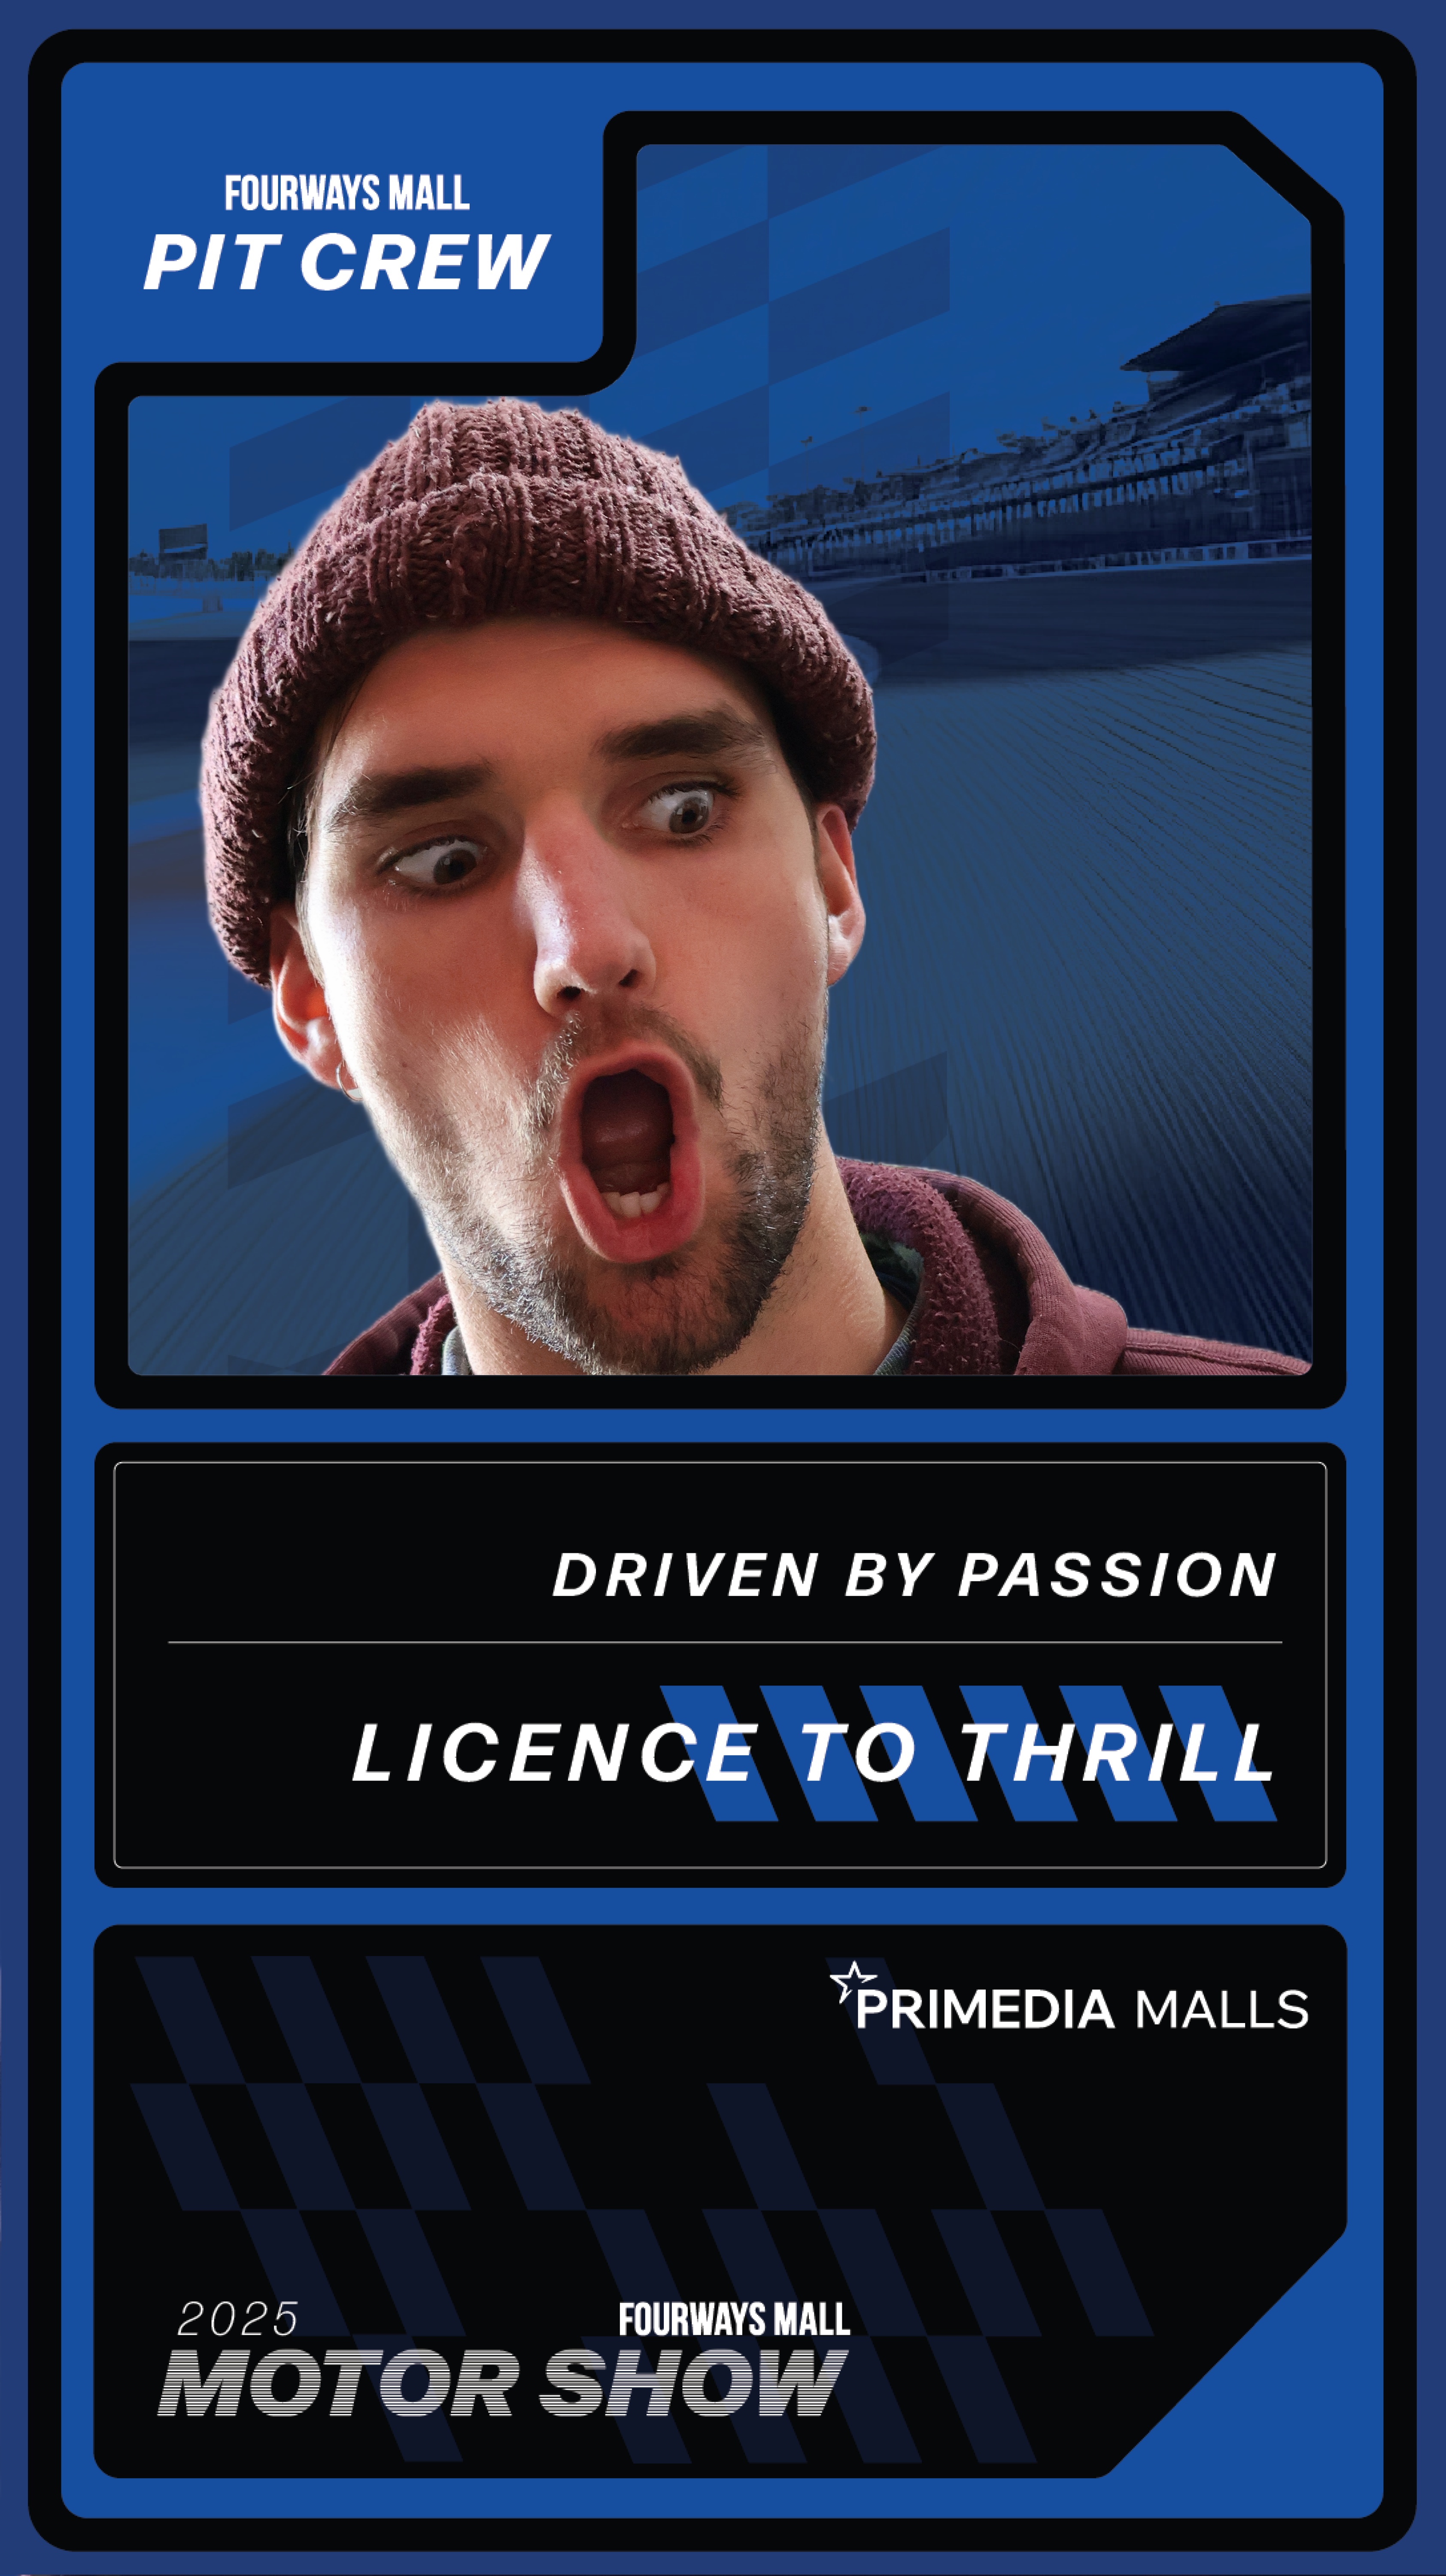 FOURWAYS MALL
PIT CREW
DRIVEN BY PASSION
LICENCE TO THRILL
PRIMEDIA MALLS
2025
FOURWAYS MALL
MOTOR SHOW